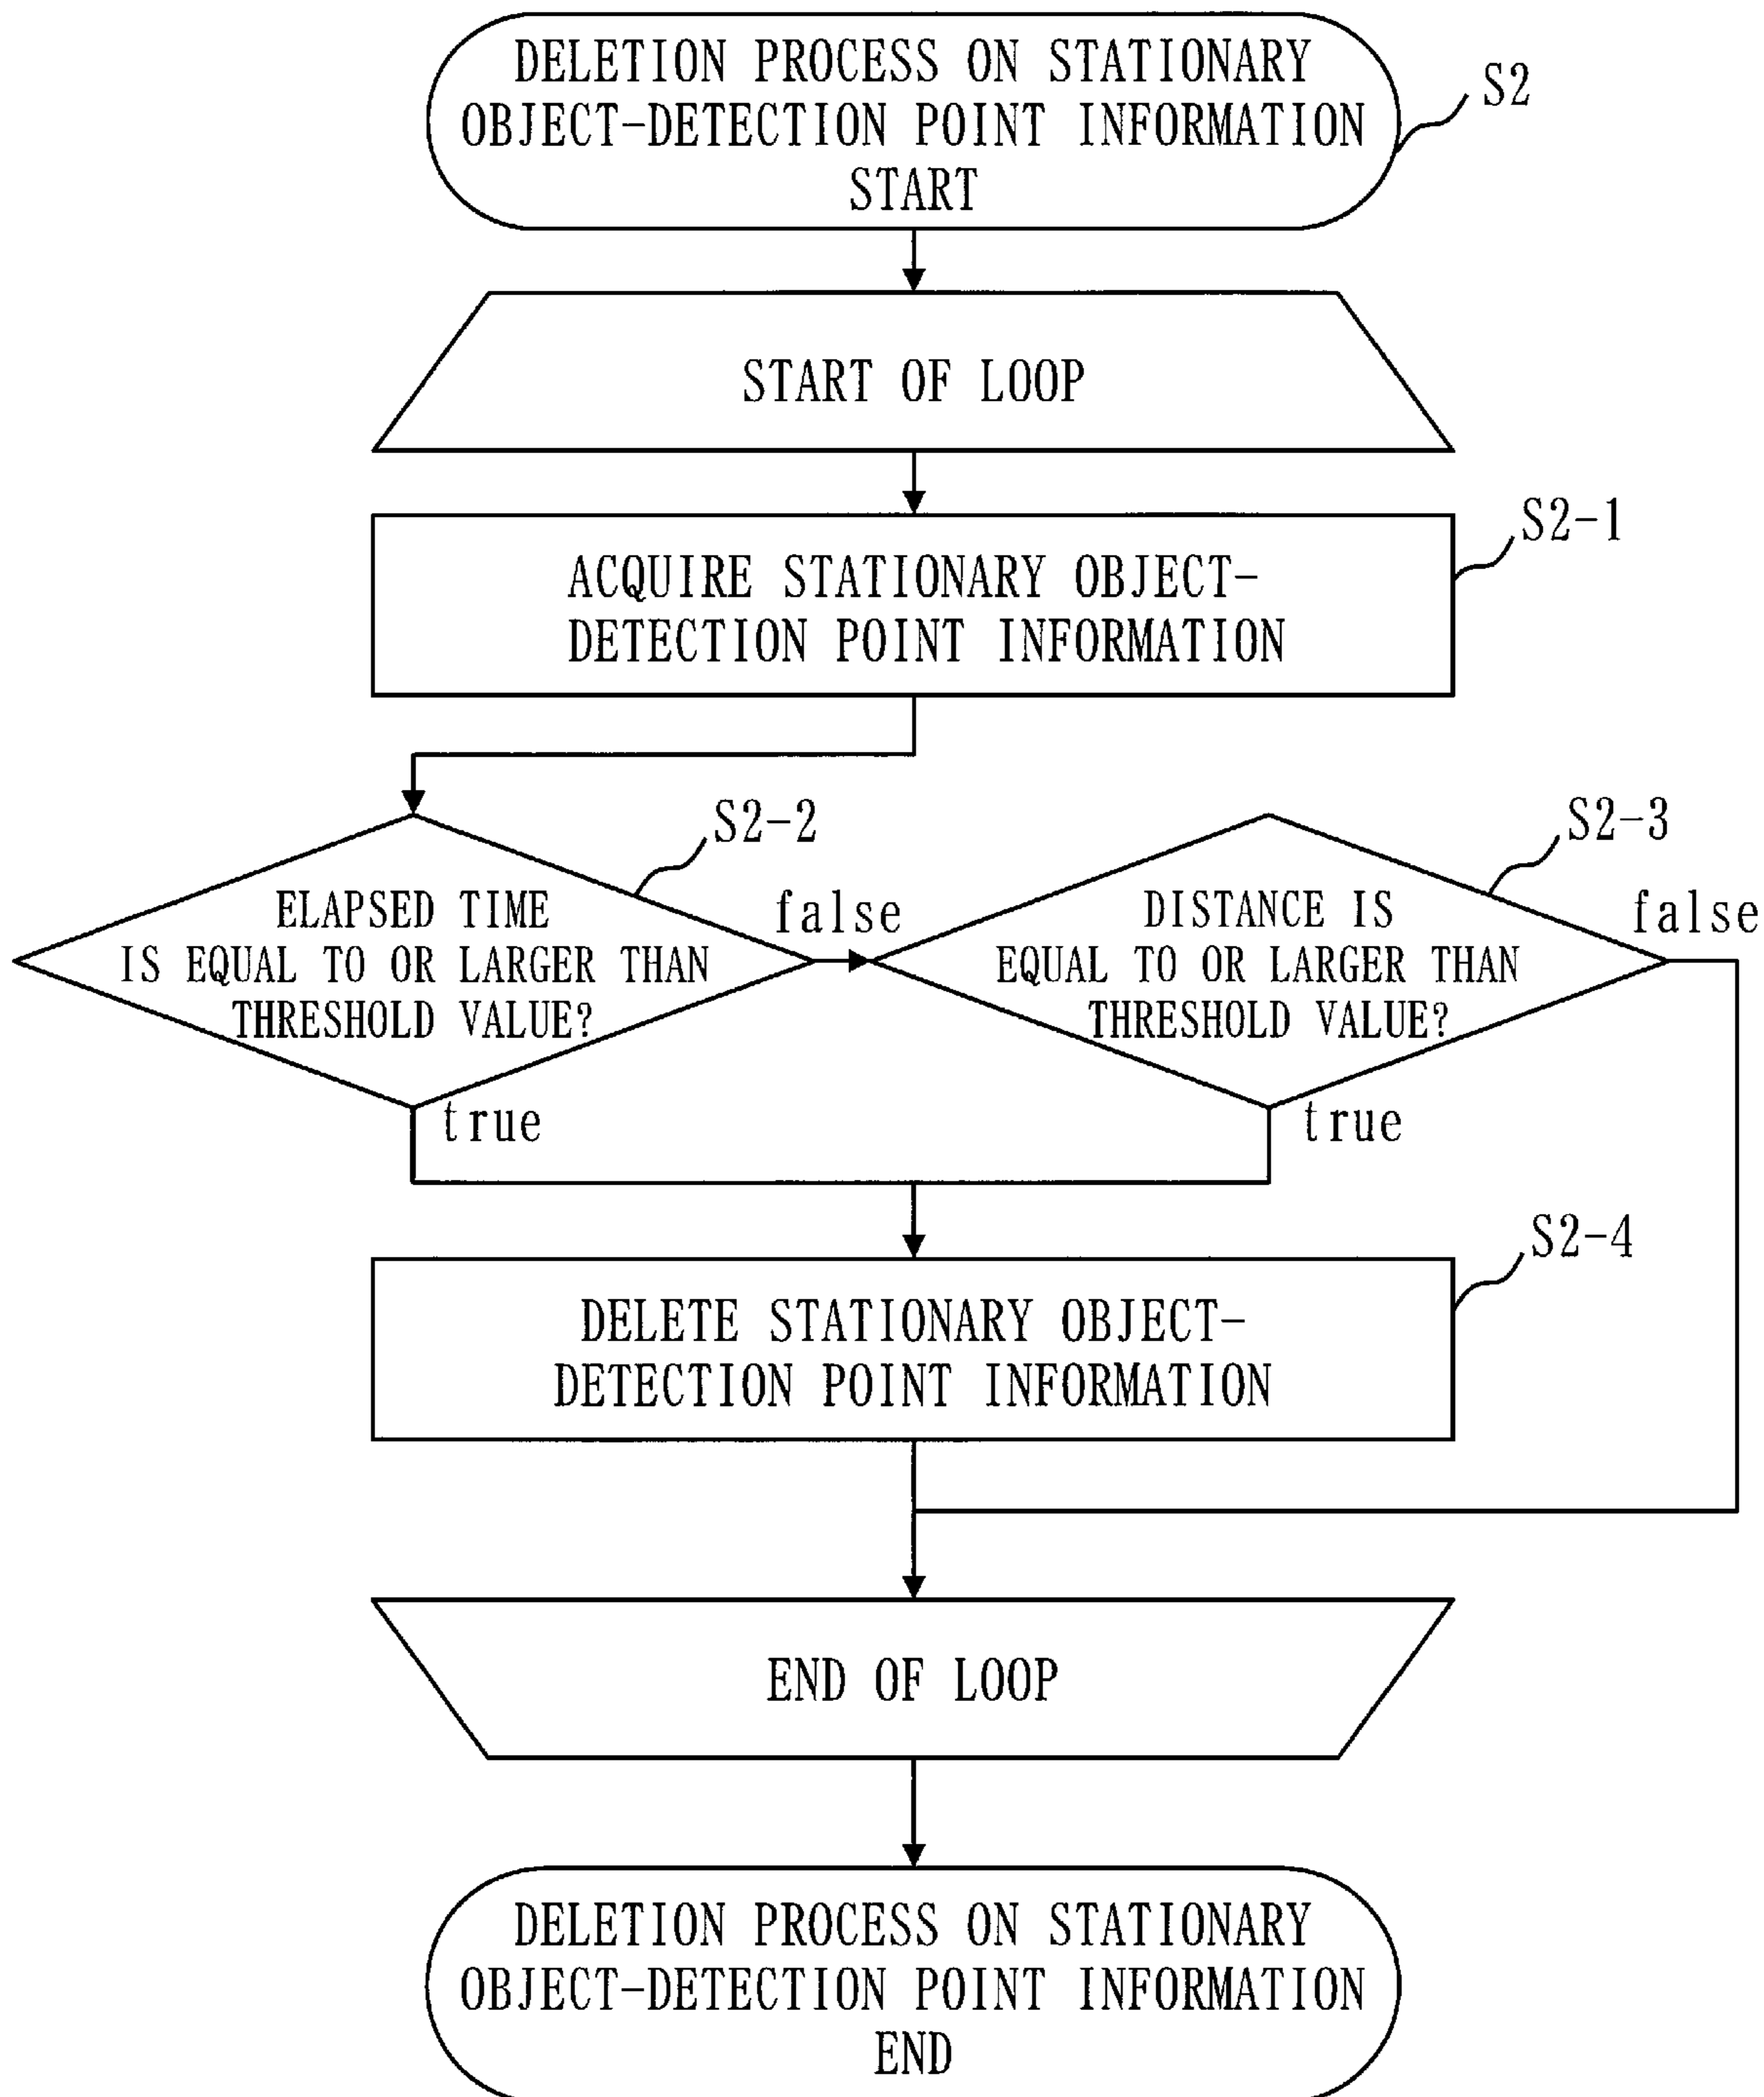 DELETION PROCESS ON STATIONARY
OBJECT-DETECTION POINT INFORMATION
START
S2
START OF LOOP
S2-1
ACQUIRE STATIONARY OBJECT-
DETECTION POINT INFORMATION
S2-2
S2-3
ELAPSED TIME
IS EQUAL TO OR LARGER THAN
THRESHOLD VALUE?
false
DISTANCE IS
EQUAL TO OR LARGER THAN
THRESHOLD VALUE?
false
true
true
S2-4
DELETE STATIONARY OBJECT-
DETECTION POINT INFORMATION
END OF LOOP
DELETION PROCESS ON STATIONARY
OBJECT-DETECTION POINT INFORMATION
END